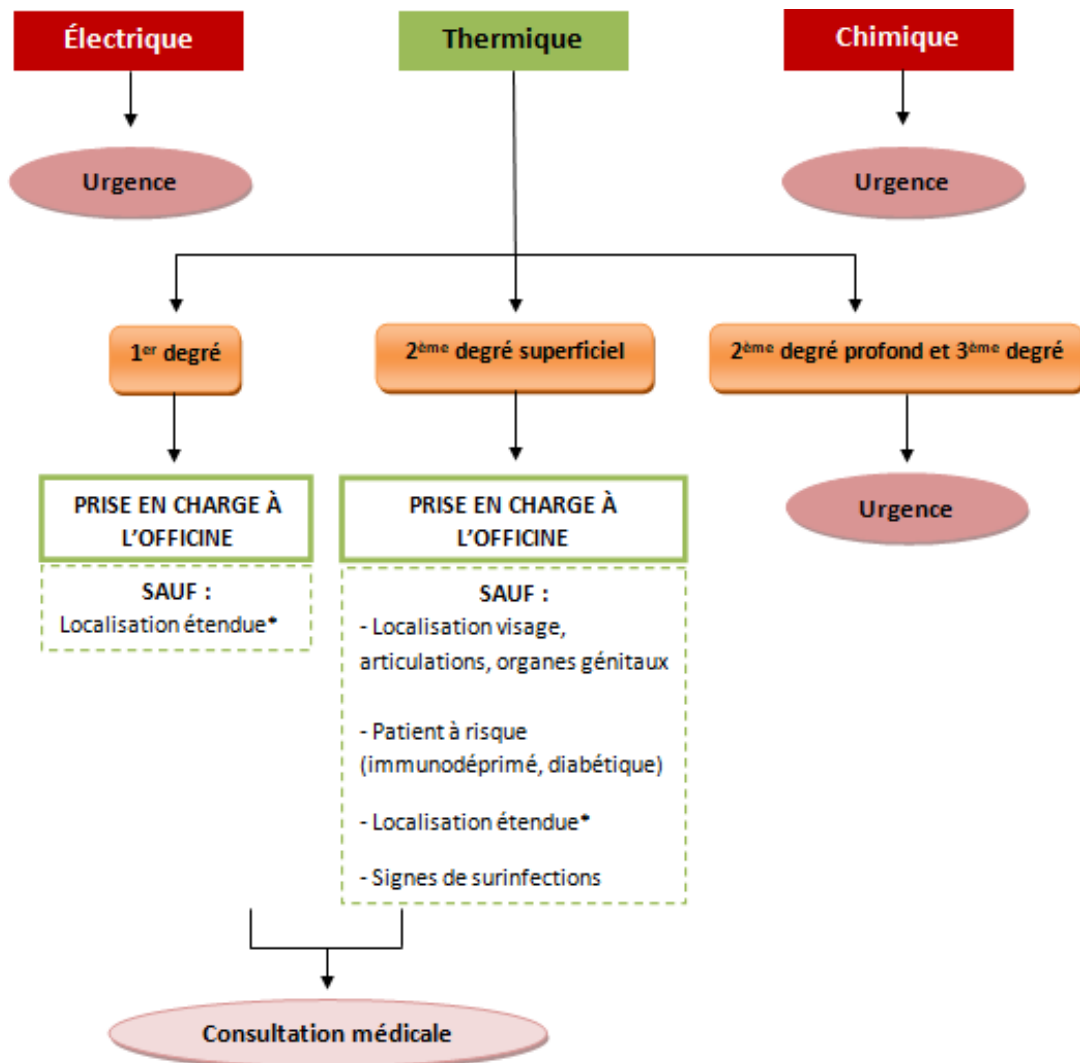 Électrique
Thermique
Chimique
Urgence
Urgence
1er degré
2ème degré superficiel
2ème degré profond et 3ème degré
PRISE EN CHARGE À
L'OFFICINE
SAUF :
Localisation étendue*
PRISE EN CHARGE À
L'OFFICINE
SAUF :
- Localisation visage,
articulations, organes génitaux
- Patient à risque
(immunodéprimé, diabétique)
- Localisation étendue*
- Signes de surinfections
Urgence
Consultation médicale